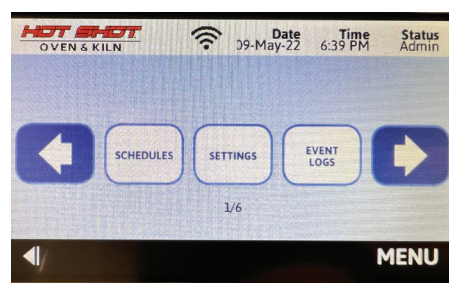 HOT SHOT
OVEN & KILN
Date
09-May-22
Time
6:39 PM
Status
Admin
SCHEDULES
SETTINGS
EVENT
LOGS
1/6
MENU